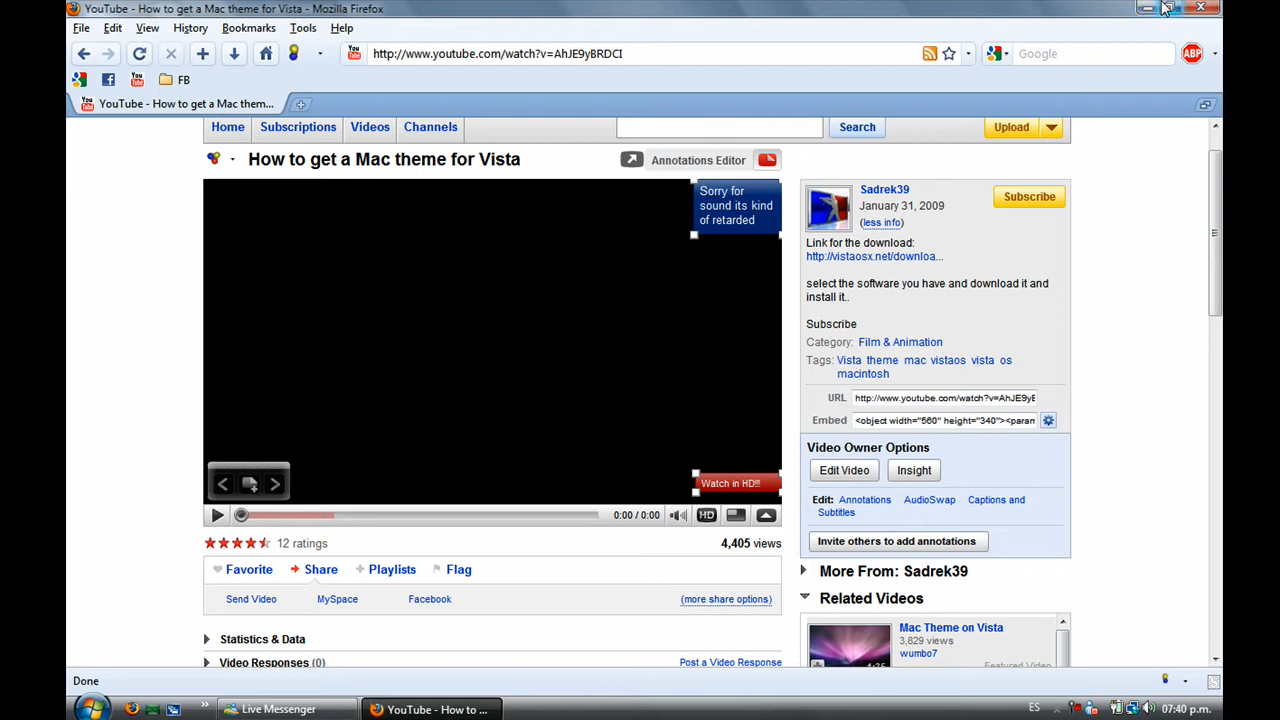 YouTube - How to get a Mac theme for Vista - Mozilla Firefox
File Edit View History Bookmarks Tools Help
You Tube http://www.youtube.com/watch?v=AhJE9yBRDCI Google ABP
You Tube FB
You Tube YouTube - How to get a Mac them...
Home Subscriptions Videos Channels Search Upload
How to get a Mac theme for Vista Annotations Editor
Sorry for
sound its kind
of retarded
Watch in HD!!!
0:00 / 0:00 HD
12 ratings 4,405 views
Favorite Share Playlists Flag
Send Video MySpace Facebook (more share options)
Statistics & Data
Video Responses (0) Post a Video Response
Sadrek39 Subscribe
January 31, 2009
(less info)
Link for the download:
http://vistaosx.net/downloa...
select the software you have and download it and
install it..
Subscribe
Category: Film & Animation
Tags: Vista theme mac vistaos vista os
macintosh
URL http://www.youtube.com/watch?v=AhJE9yE
Embed <object width="560" height="340"><param
Video Owner Options
Edit Video Insight
Edit: Annotations AudioSwap Captions and
Subtitles
Invite others to add annotations
More From: Sadrek39
Related Videos
Mac Theme on Vista
3,829 views
wumbo7
Featured Video
Done
Live Messenger YouTube - How to ... ES 07:40 p.m.